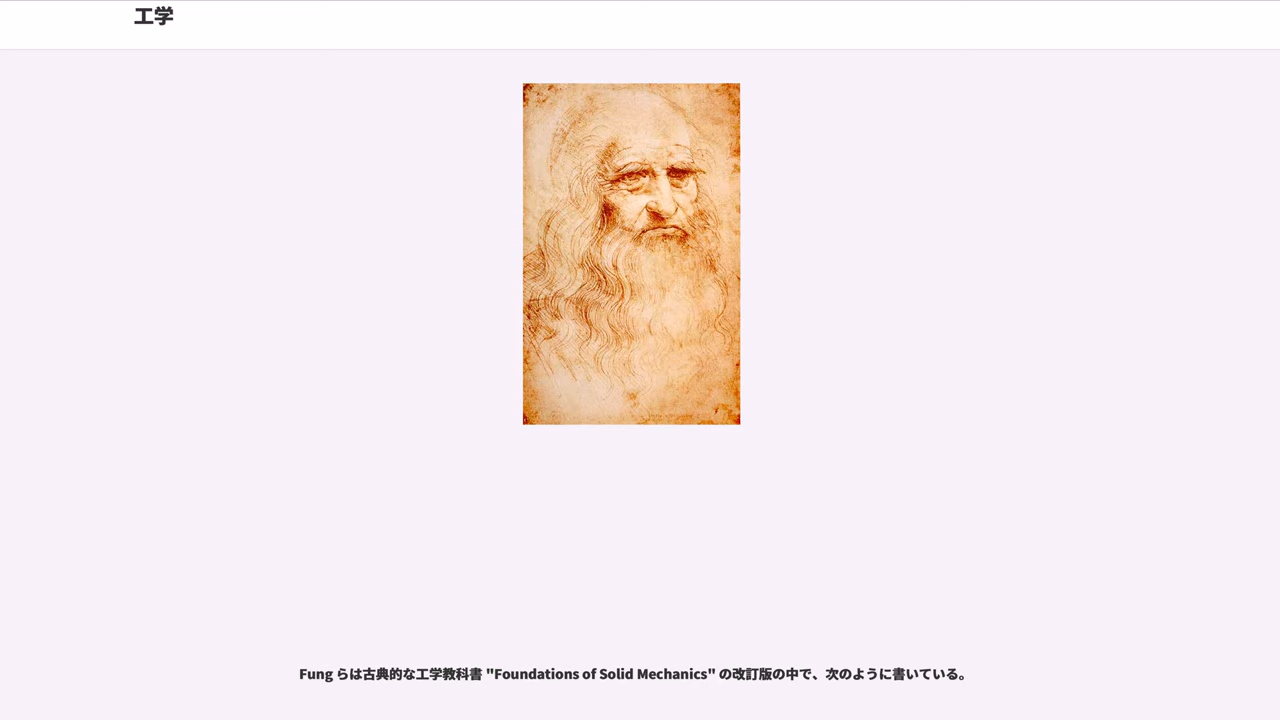 工学
Fung らは古典的な工学教科書 "Foundations of Solid Mechanics" の改訂版の中で、次のように書いている。